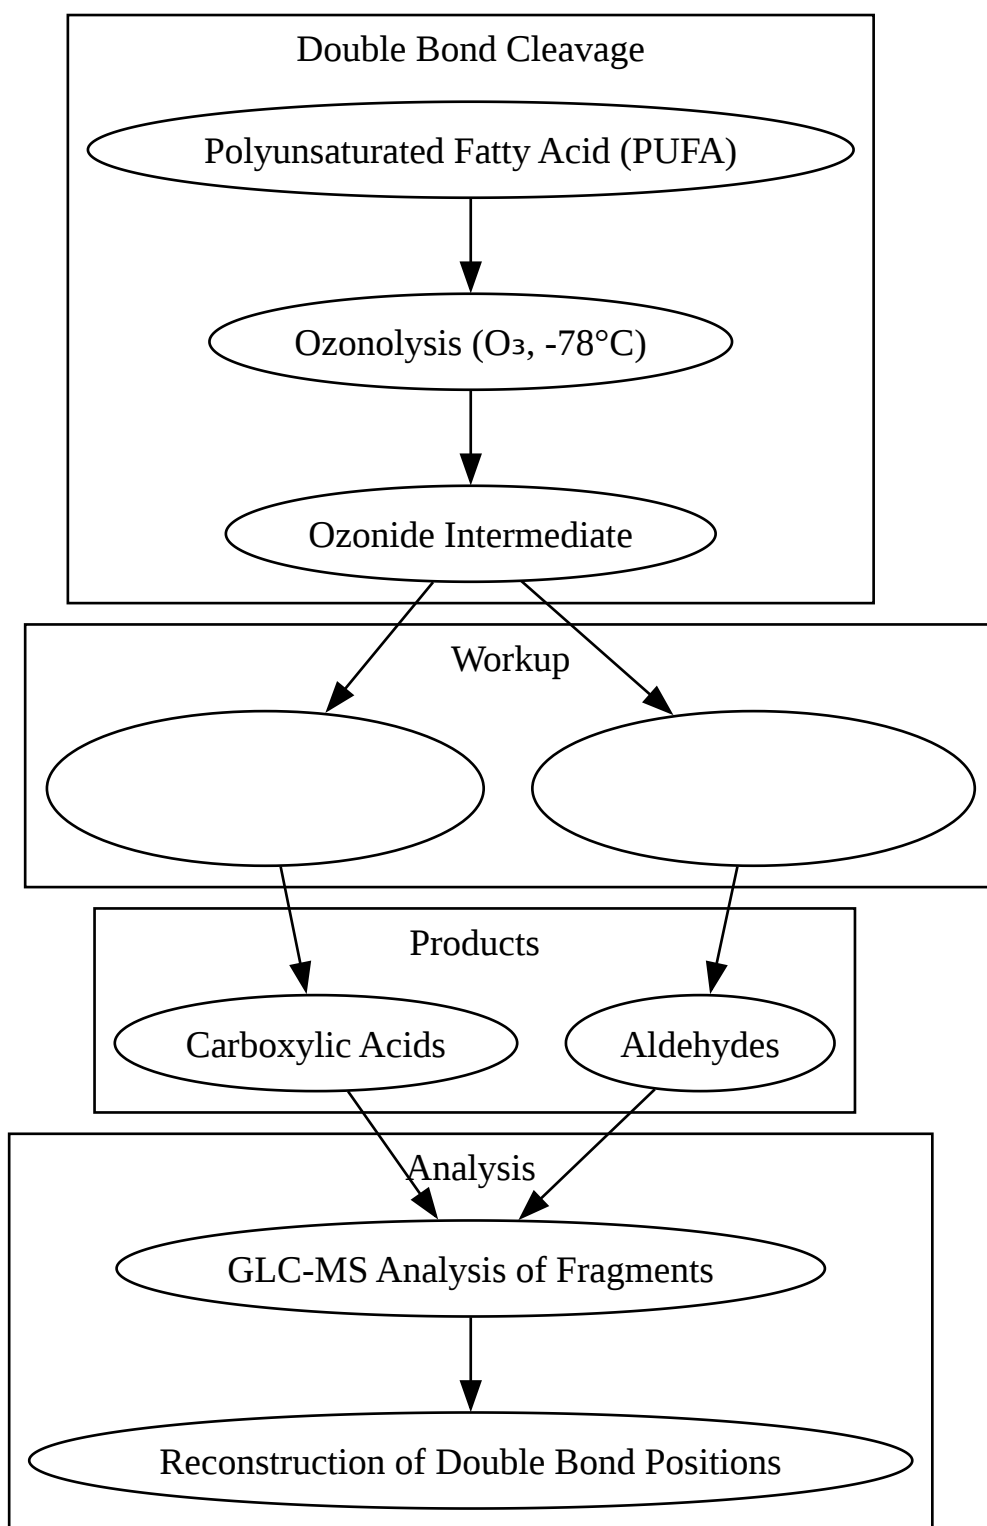 Double Bond Cleavage
Polyunsaturated Fatty Acid (PUFA)
Ozonolysis (O₃, -78°C)
Ozonide Intermediate
Workup
Products
Carboxylic Acids
Aldehydes
Analysis
GLC-MS Analysis of Fragments
Reconstruction of Double Bond Positions